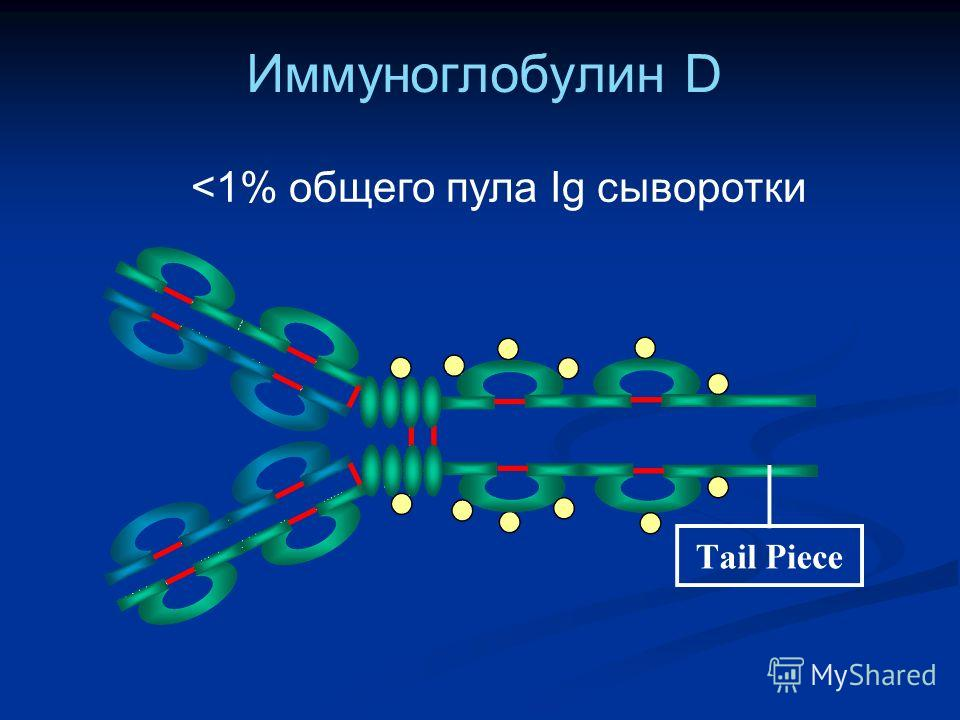 Иммуноглобулин D
<1% общего пула Ig сыворотки
Tail Piece
MyShared